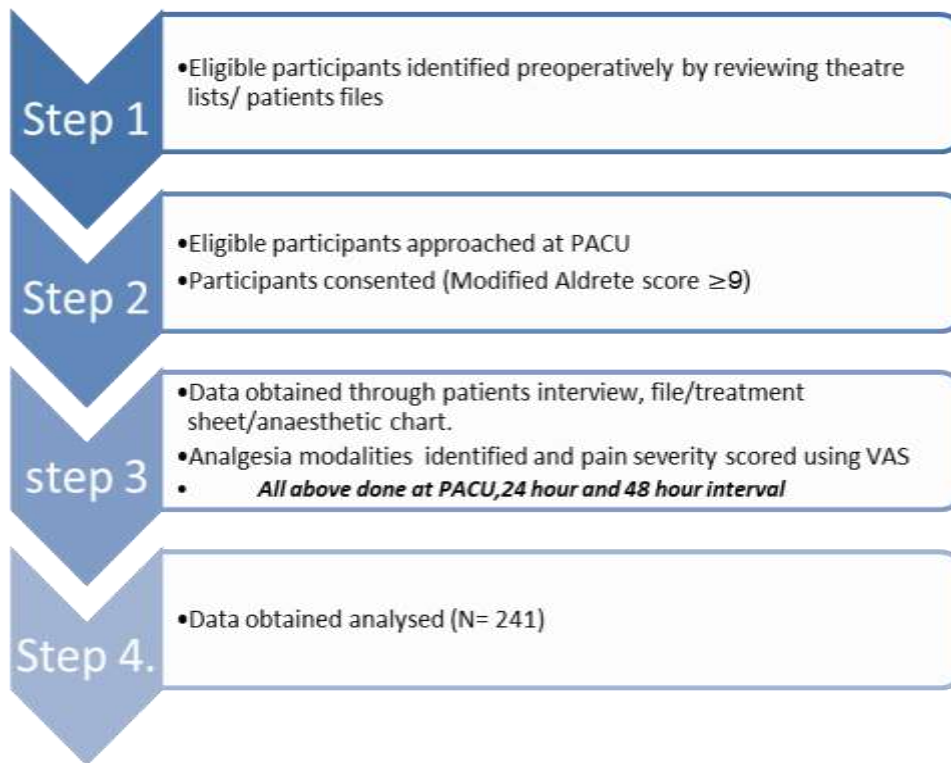 Step 1
•Eligible participants identified preoperatively by reviewing theatre
lists/ patients files
Step 2
•Eligible participants approached at PACU
•Participants consented (Modified Aldrete score ≥9)
step 3
•Data obtained through patients interview, file/treatment
sheet/anaesthetic chart.
•Analgesia modalities identified and pain severity scored using VAS
• All above done at PACU,24 hour and 48 hour interval
Step 4.
•Data obtained analysed (N= 241)